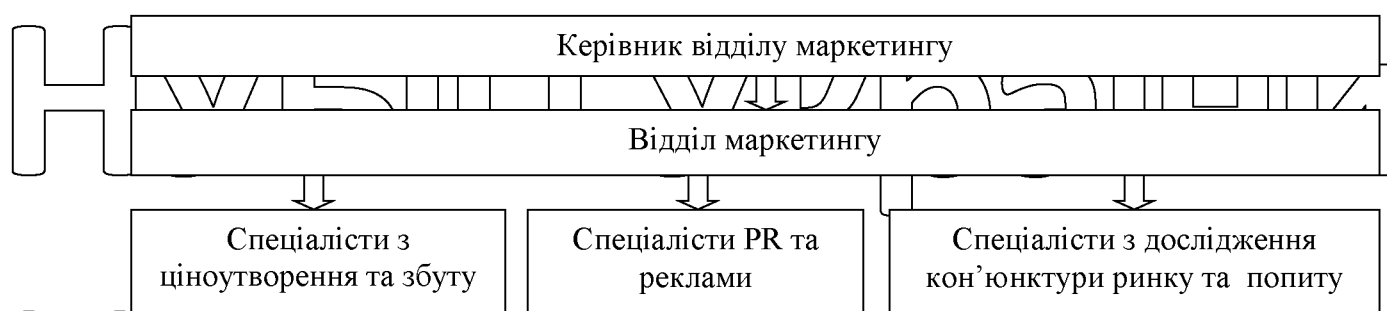 Керівник відділу маркетингу
Відділ маркетингу
Спеціалісти з
ціноутворення та збуту
Спеціалісти PR та
реклами
Спеціалісти з дослідження
кон’юнктури ринку та попиту